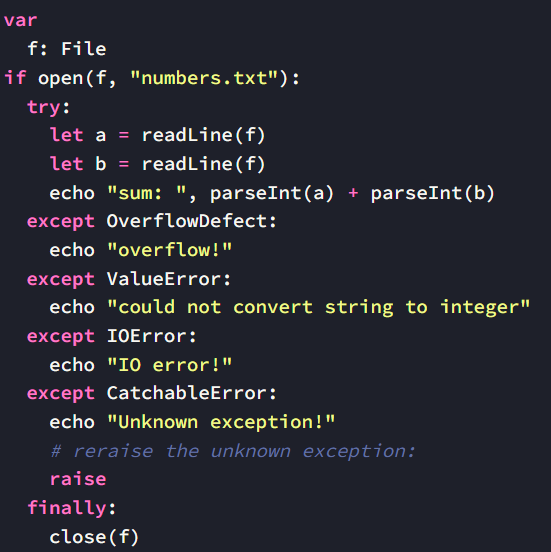 var
  f: File
if open(f, "numbers.txt"):
  try:
    let a = readLine(f)
    let b = readLine(f)
    echo "sum: ", parseInt(a) + parseInt(b)
  except OverflowDefect:
    echo "overflow!"
  except ValueError:
    echo "could not convert string to integer"
  except IOError:
    echo "IO error!"
  except CatchableError:
    echo "Unknown exception!"
    # reraise the unknown exception:
    raise
  finally:
    close(f)